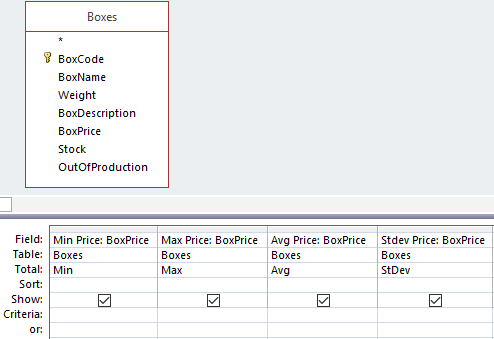 Boxes
*
BoxCode
BoxName
Weight
BoxDescription
BoxPrice
Stock
OutOfProduction
Field: Min Price: BoxPrice Max Price: BoxPrice Avg Price: BoxPrice Stdev Price: BoxPrice
Table: Boxes Boxes Boxes Boxes
Total: Min Max Avg StDev
Sort:
Show:
Criteria:
or: